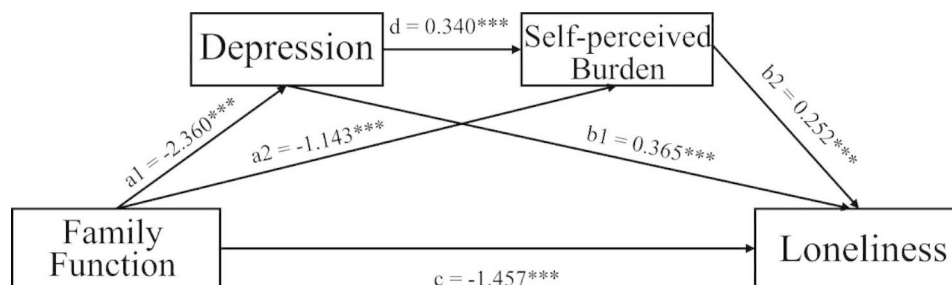 Depression
d = 0.340***
Self-perceived
Burden
a1 = -2.360***
a2 = -1.143***
b1 = 0.365***
b2 = 0.252***
Family
Function
Loneliness
c = -1.457***